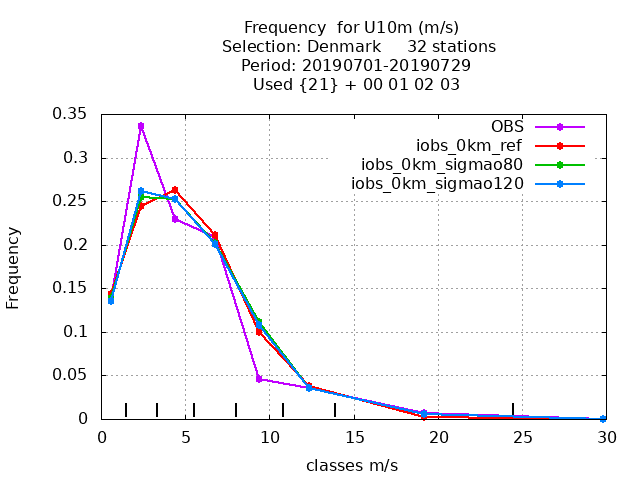 Frequency  for U10m (m/s)
Selection: Denmark     32 stations
Period: 20190701-20190729
Used {21} + 00 01 02 03
OBS
iobs_0km_ref
iobs_0km_sigmao80
iobs_0km_sigmao120
Frequency
0.35
0.3
0.25
0.2
0.15
0.1
0.05
0
0 5 10 15 20 25 30
classes m/s